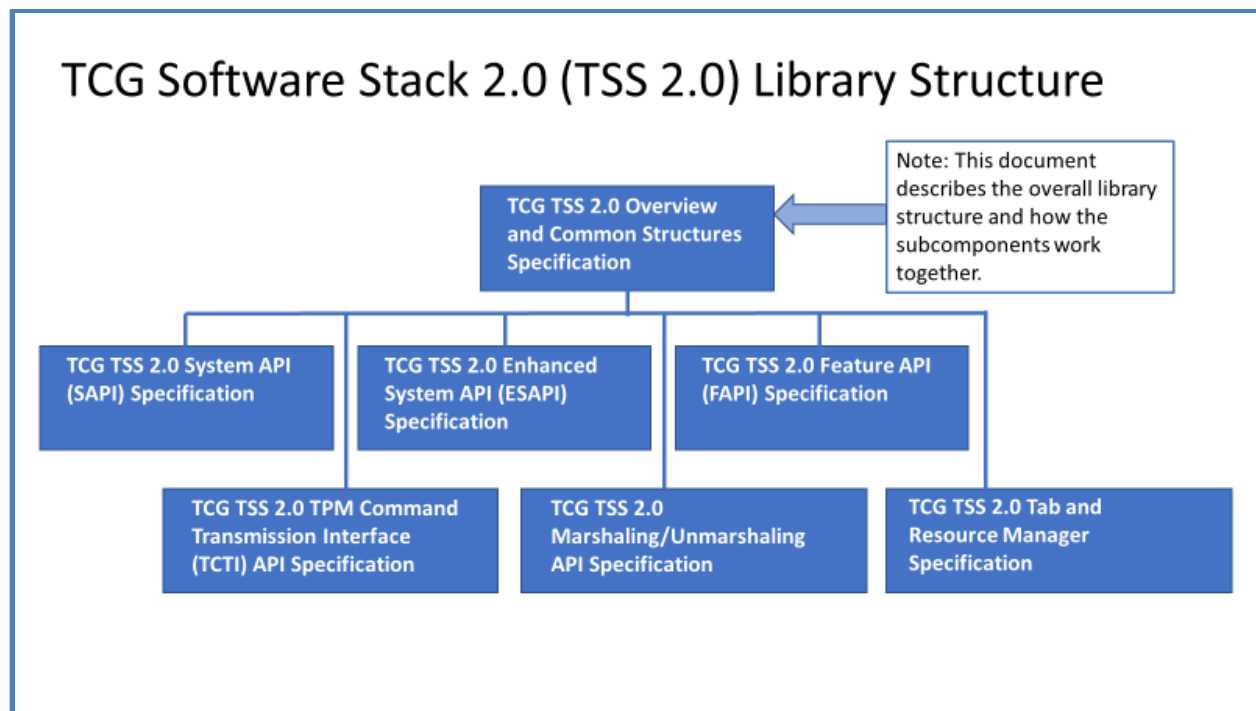 TCG Software Stack 2.0 (TSS 2.0) Library Structure
Note: This document
describes the overall library
structure and how the
subcomponents work
together.
TCG TSS 2.0 Overview
and Common Structures
Specification
TCG TSS 2.0 System API
(SAPI) Specification
TCG TSS 2.0 Enhanced
System API (ESAPI)
Specification
TCG TSS 2.0 Feature API
(FAPI) Specification
TCG TSS 2.0 TPM Command
Transmission Interface
(TCTI) API Specification
TCG TSS 2.0
Marshaling/Unmarshaling
API Specification
TCG TSS 2.0 Tab and
Resource Manager
Specification